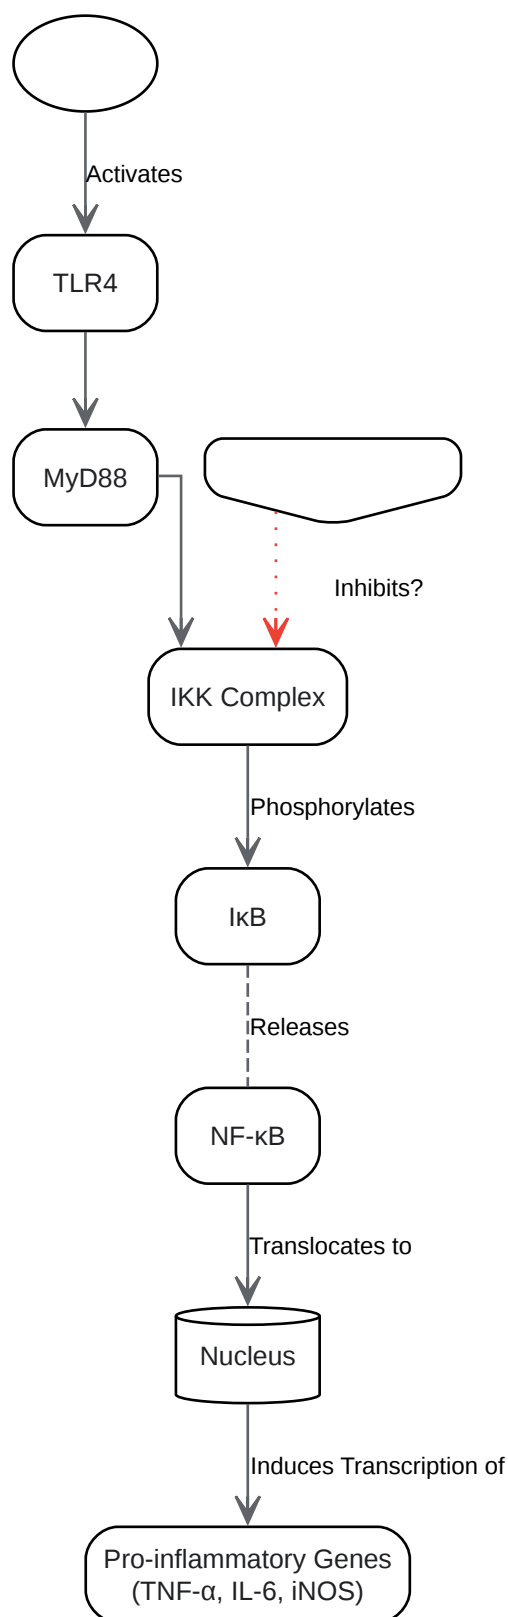 Activates
TLR4
MyD88
Inhibits?
IKK Complex
Phosphorylates
IκB
Releases
NF-κB
Translocates to
Nucleus
Induces Transcription of
Pro-inflammatory Genes
(TNF-α, IL-6, iNOS)